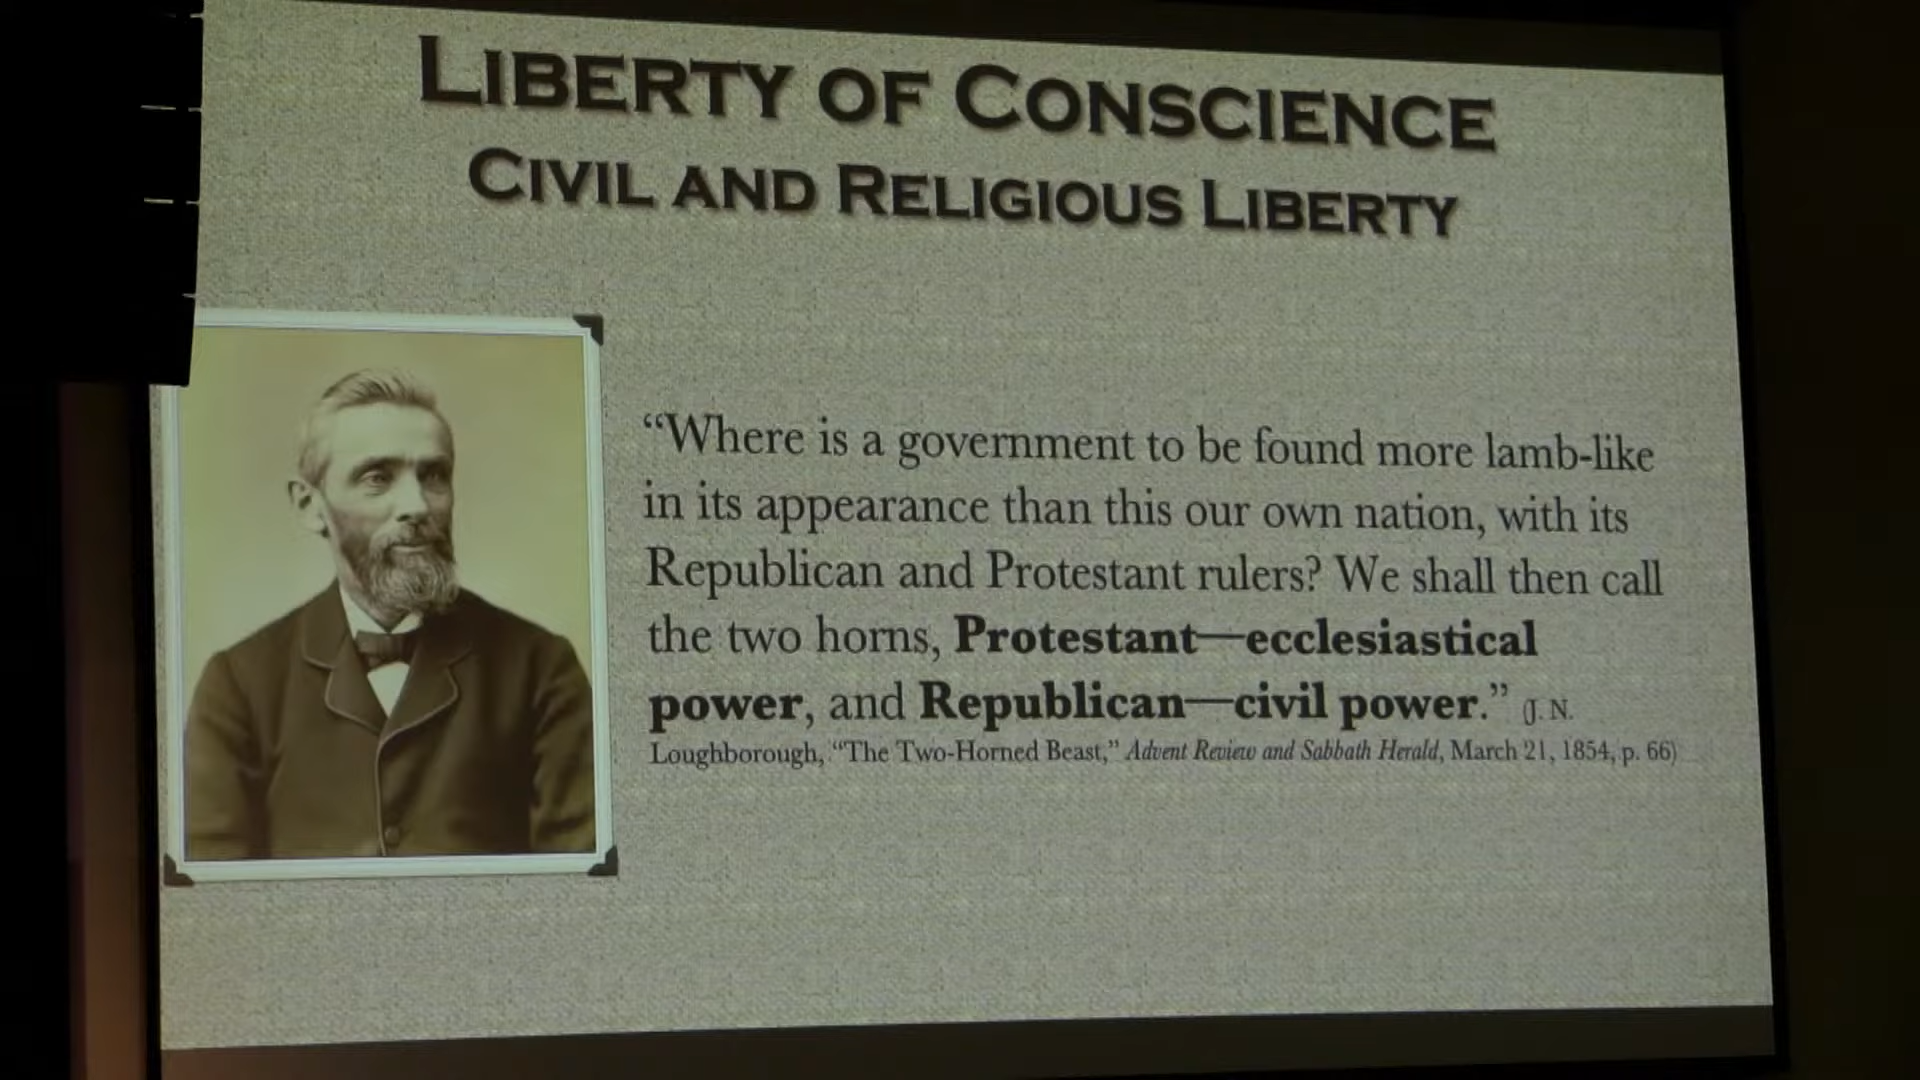 LIBERTY OF CONSCIENCE
CIVIL AND RELIGIOUS LIBERTY
“Where is a government to be found more lamb-like
in its appearance than this our own nation, with its
Republican and Protestant rulers? We shall then call
the two horns, Protestant—ecclesiastical
power, and Republican—civil power.” (J. N.
Loughborough, “The Two-Horned Beast,” Advent Review and Sabbath Herald, March 21, 1854, p. 66)